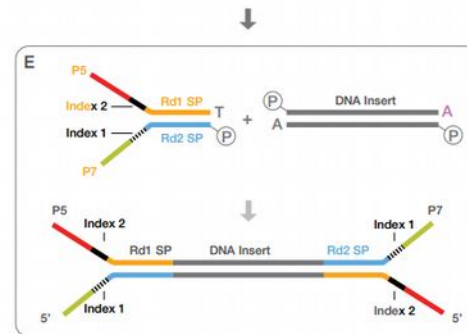 E
P5
Index 2
Rd1 SP
T
Index 1
Rd2 SP
P
P7
+
P
DNA Insert
A
A
P
P5
Index 2
Rd1 SP
DNA Insert
Rd2 SP
Index 1
P7
5'
Index 1
Index 2
5'